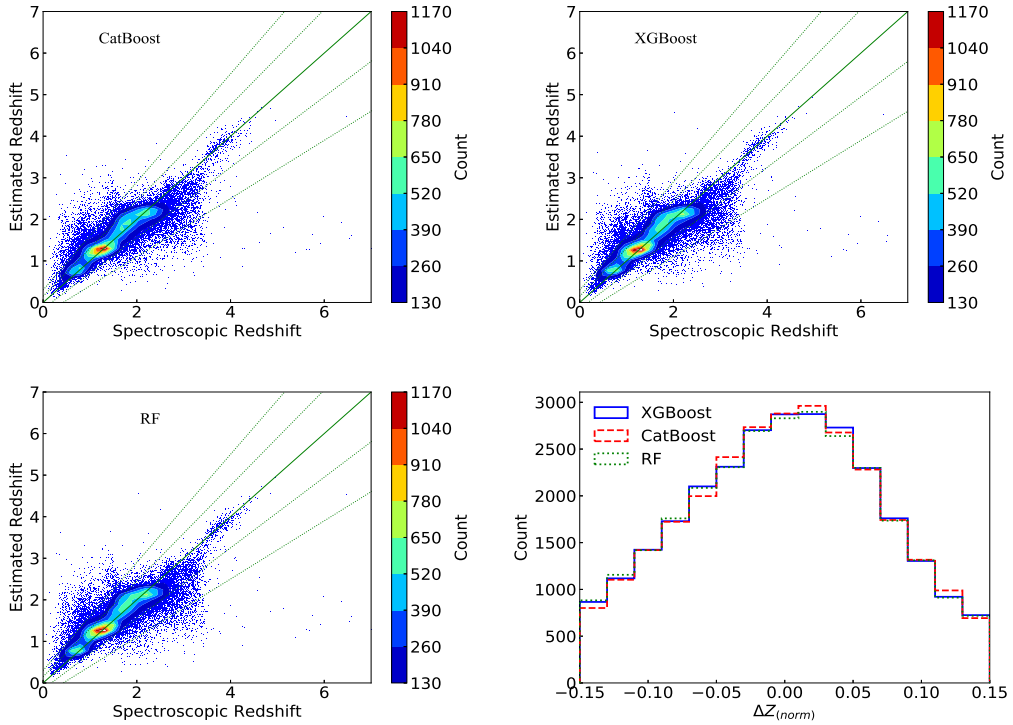 CatBoost
Estimated Redshift
7
6
5
4
3
2
1
0
0 2 4 6
Spectroscopic Redshift
1170
1040
910
780
650
520
390
260
130
Count
XGBoost
Estimated Redshift
7
6
5
4
3
2
1
0
0 2 4 6
Spectroscopic Redshift
1170
1040
910
780
650
520
390
260
130
Count
RF
Estimated Redshift
7
6
5
4
3
2
1
0
0 2 4 6
Spectroscopic Redshift
1170
1040
910
780
650
520
390
260
130
Count
XGBoost
CatBoost
RF
Count
3000
2500
2000
1500
1000
500
0
−0.15 −0.10 −0.05 0.00 0.05 0.10 0.15
ΔZ(norm)